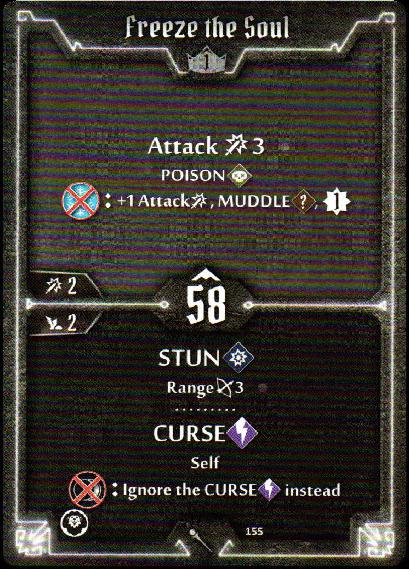 Freeze the Soul
1
Attack 3
POISON
: +1 Attack, MUDDLE ?, 1
2
58
2
STUN
Range 3
CURSE
Self
: Ignore the CURSE instead
155